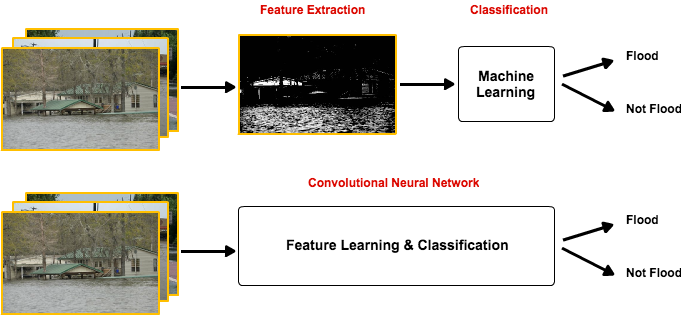 Feature Extraction
Classification
Machine
Learning
Flood
Not Flood
Convolutional Neural Network
Feature Learning & Classification
Flood
Not Flood